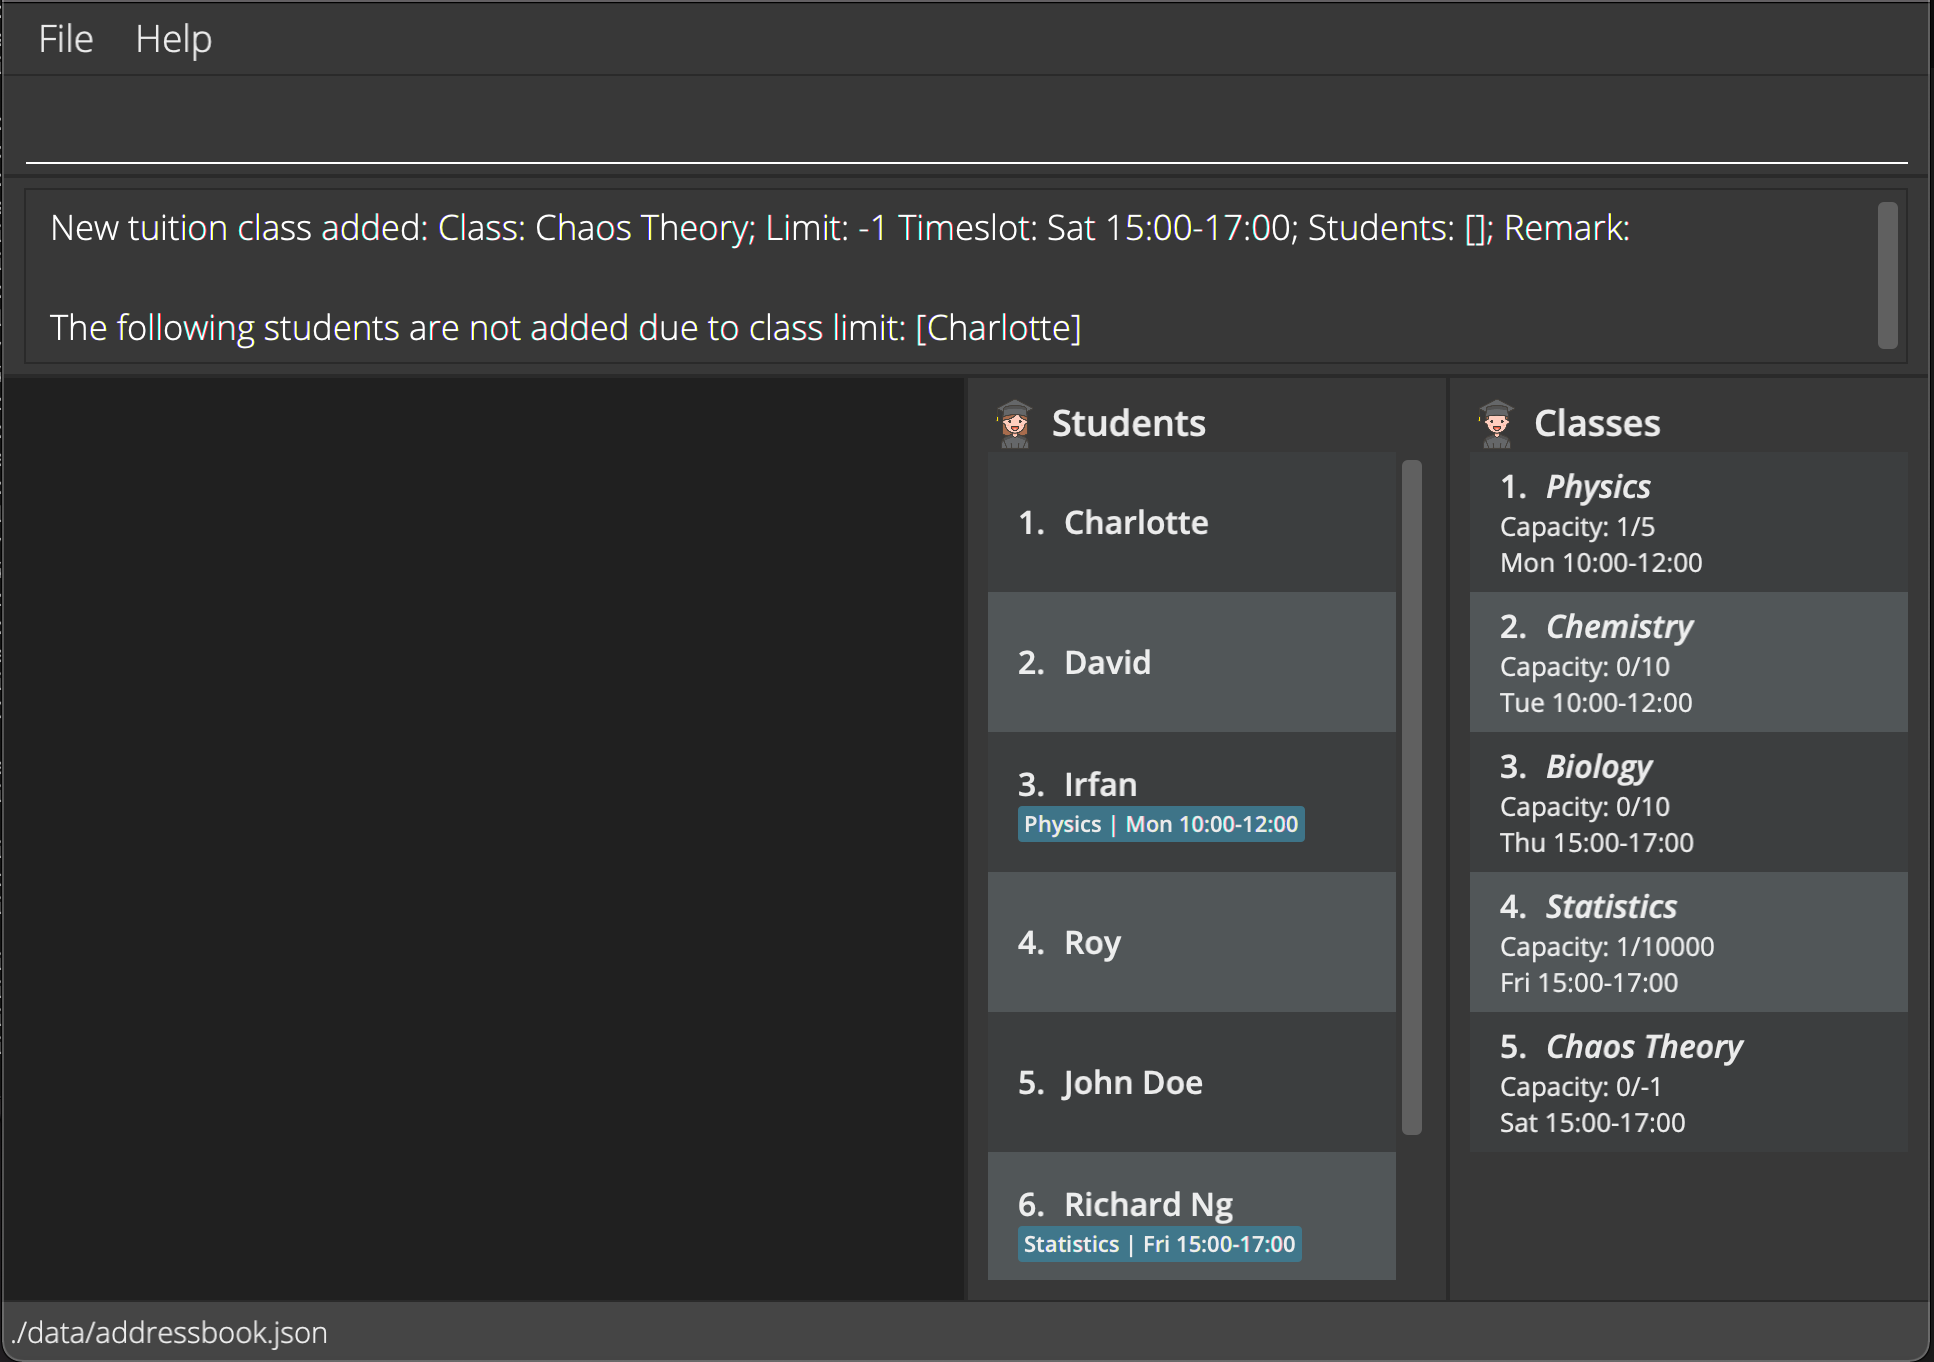 File Help
New tuition class added: Class: Chaos Theory; Limit: -1 Timeslot: Sat 15:00-17:00; Students: []; Remark:
The following students are not added due to class limit: [Charlotte]
Students
1. Charlotte
2. David
3. Irfan
Physics | Mon 10:00-12:00
4. Roy
5. John Doe
6. Richard Ng
Statistics | Fri 15:00-17:00
Classes
1. Physics
Capacity: 1/5
Mon 10:00-12:00
2. Chemistry
Capacity: 0/10
Tue 10:00-12:00
3. Biology
Capacity: 0/10
Thu 15:00-17:00
4. Statistics
Capacity: 1/10000
Fri 15:00-17:00
5. Chaos Theory
Capacity: 0/-1
Sat 15:00-17:00
./data/addressbook.json